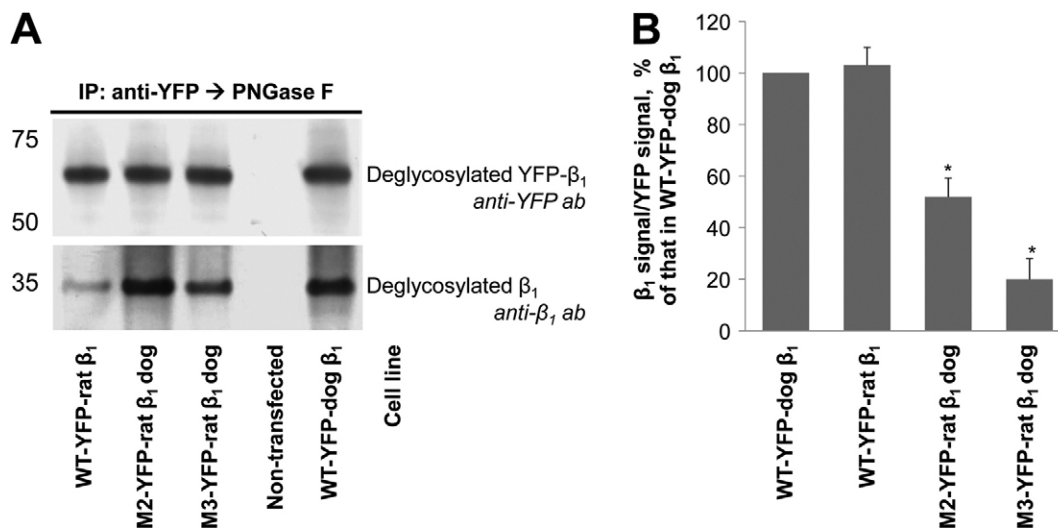 A
IP: anti-YFP → PNGase F
75
50
35
Deglycosylated YFP-β₁
anti-YFP ab
Deglycosylated β₁
anti-β₁ ab
WT-YFP-rat β₁
M2-YFP-rat β₁ dog
M3-YFP-rat β₁ dog
Non-transfected
WT-YFP-dog β₁
Cell line
B
β₁ signal/YFP signal, %
of that in WT-YFP-dog β₁
120
100
80
60
40
20
0
*
*
WT-YFP-dog β₁
WT-YFP-rat β₁
M2-YFP-rat β₁ dog
M3-YFP-rat β₁ dog